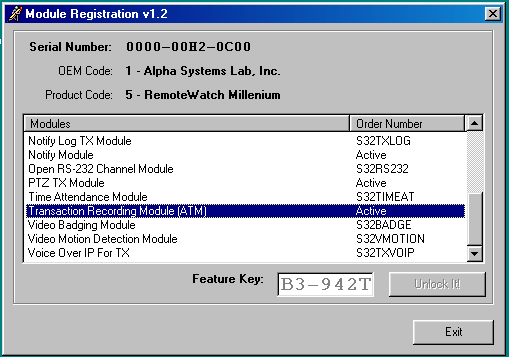 Module Registration v1.2
Serial Number: 0000-00H2-0C00
OEM Code: 1 - Alpha Systems Lab, Inc.
Product Code: 5 - RemoteWatch Millenium
Modules Order Number
Notify Log TX Module S32TXLOG
Notify Module Active
Open RS-232 Channel Module S32RS232
PTZ TX Module Active
Time Attendance Module S32TIMEAT
Transaction Recording Module (ATM) Active
Video Badging Module S32BADGE
Video Motion Detection Module S32VMOTION
Voice Over IP For TX S32TXVOIP
Feature Key: B3-942T Unlock It!
Exit